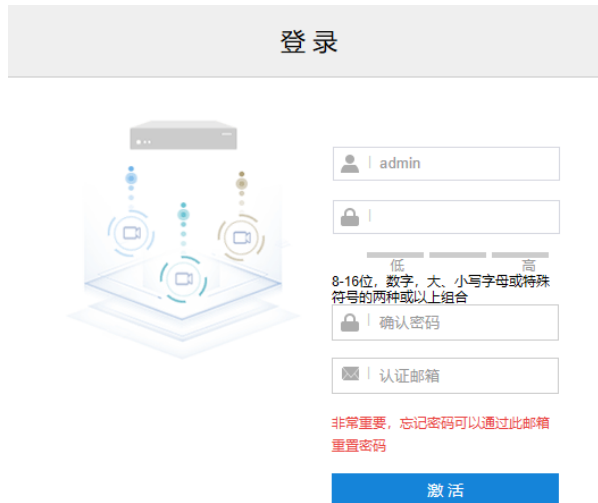 登录
admin
低 高
8-16位，数字，大、小写字母或特殊
符号的两种或以上组合
确认密码
认证邮箱
非常重要，忘记密码可以通过此邮箱
重置密码
激活